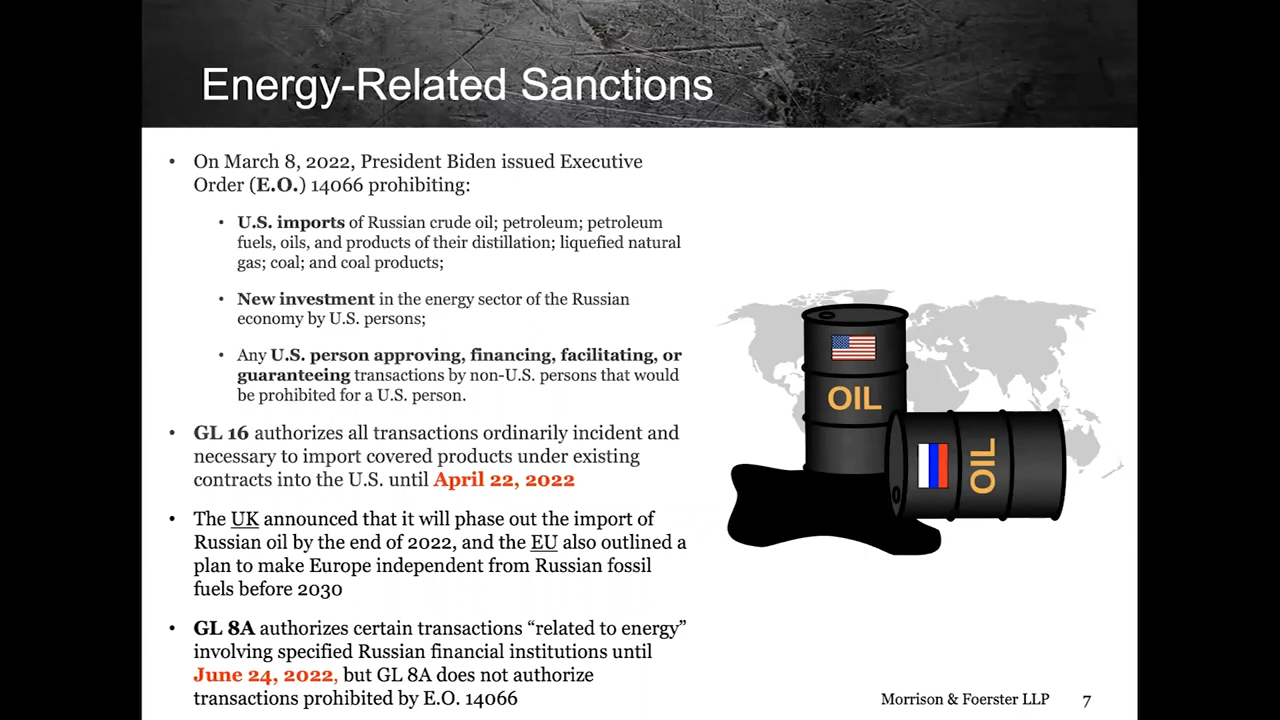 Energy-Related Sanctions
• On March 8, 2022, President Biden issued Executive
Order (E.O.) 14066 prohibiting:
• U.S. imports of Russian crude oil; petroleum; petroleum
fuels, oils, and products of their distillation; liquefied natural
gas; coal; and coal products;
• New investment in the energy sector of the Russian
economy by U.S. persons;
• Any U.S. person approving, financing, facilitating, or
guaranteeing transactions by non-U.S. persons that would
be prohibited for a U.S. person.
• GL 16 authorizes all transactions ordinarily incident and
necessary to import covered products under existing
contracts into the U.S. until April 22, 2022
• The UK announced that it will phase out the import of
Russian oil by the end of 2022, and the EU also outlined a
plan to make Europe independent from Russian fossil
fuels before 2030
• GL 8A authorizes certain transactions “related to energy”
involving specified Russian financial institutions until
June 24, 2022, but GL 8A does not authorize
transactions prohibited by E.O. 14066
OIL
OIL
Morrison & Foerster LLP 7